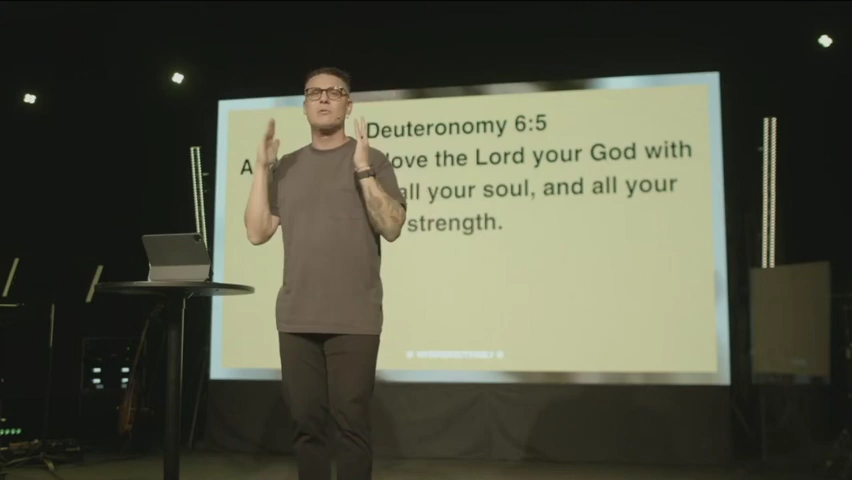 Deuteronomy 6:5
A love the Lord your God with
all your soul, and all your
strength.